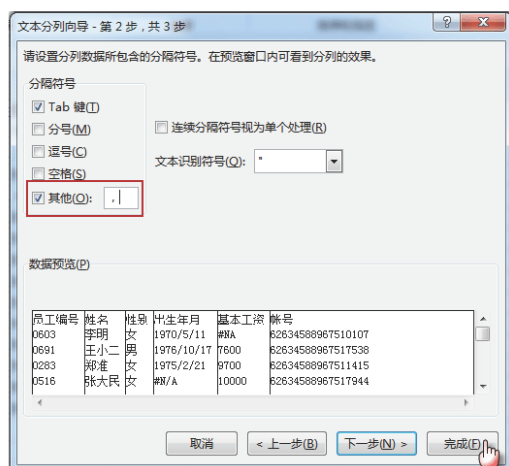 文本分列向导 - 第 2 步，共 3 步
请设置分列数据所包含的分隔符号。在预览窗口内可看到分列的效果。
分隔符号
Tab 键(T)
分号(M)
逗号(C)
空格(S)
其他(O): ，
连续分隔符号视为单个处理(R)
文本识别符号(Q): "
数据预览(P)
员工编号 姓名 性别 出生年月 基本工资 帐号
0603 李明 女 1970/5/11 #NA 62634588967510107
0691 王小二 男 1976/10/17 7600 62634588967517538
0283 郑准 女 1975/2/21 9700 62634588967511415
0516 张大民 女 #N/A 10000 62634588967517944
取消 < 上一步(B) 下一步(N) > 完成(F)